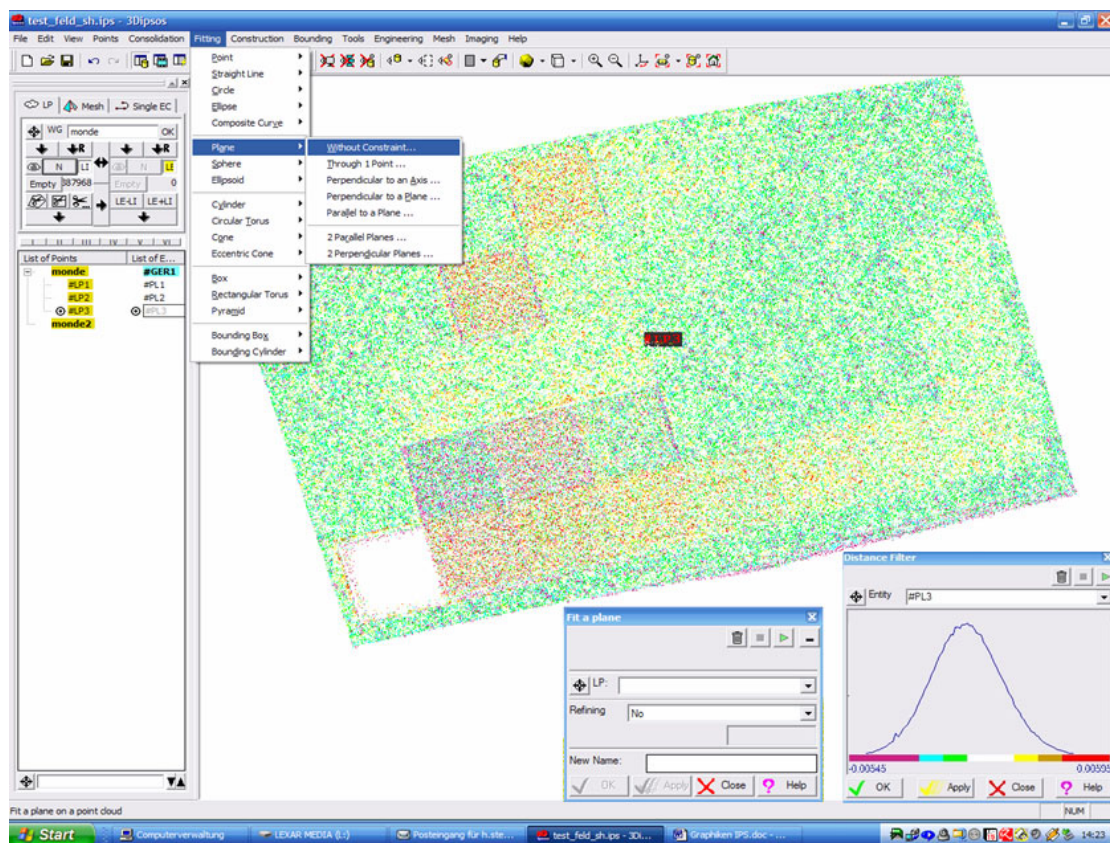 test_feld_sh.ips - 3Dipsos
File Edit View Points Consolidation Fitting Construction Bounding Tools Engineering Mesh Imaging Help
LP Mesh Single EC
WG monde OK
R R
N LI N LI
Empty 387968 Empty 0
LE-LI LE+LI
I II III IV V VI
List of Points List of E...
monde #GER1
#LP1 #PL1
#LP2 #PL2
#LP3 #PL3
monde2
Point
Straight Line
Circle
Ellipse
Composite Curve
Plane
Sphere
Ellipsoid
Cylinder
Circular Torus
Cone
Eccentric Cone
Box
Rectangular Torus
Pyramid
Bounding Box
Bounding Cylinder
Without Constraint...
Through 1 Point ...
Perpendicular to an Axis ...
Perpendicular to a Plane ...
Parallel to a Plane ...
2 Parallel Planes ...
2 Perpendicular Planes ...
Fit a plane
LP:
Refining No
New Name:
OK Apply Close Help
Distance Filter
Entity #PL3
-0.00545 0.00595
OK Apply Close Help
Fit a plane on a point cloud
NUM
Start Computerverwaltung LEXAR MEDIA (L:) Posteingang für h.ste... test_feld_sh.ips - 3Di... Graphiken IPS.doc - ... 14:23